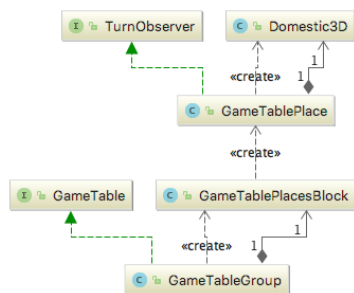 I TurnObserver
C Domestic3D
1
«create»
1
C GameTablePlace
«create»
I GameTable
C GameTablePlacesBlock
1
«create»
1
C GameTableGroup